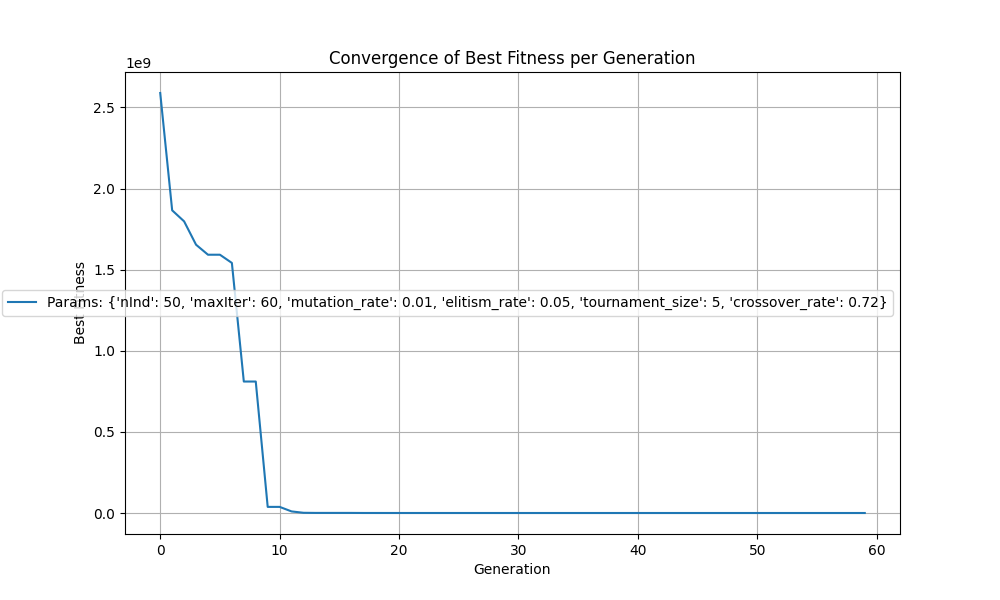 Convergence of Best Fitness per Generation
1e9
2.5
2.0
1.5
1.0
0.5
0.0
Best
Params: {'nInd': 50, 'maxIter': 60, 'mutation_rate': 0.01, 'elitism_rate': 0.05, 'tournament_size': 5, 'crossover_rate': 0.72}
0 10 20 30 40 50 60
Generation